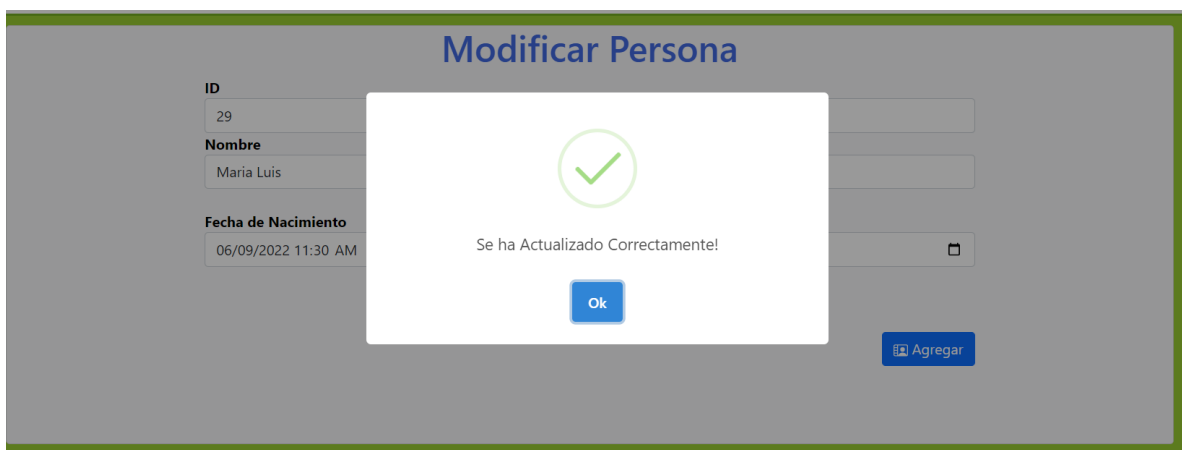 Modificar Persona
ID
29
Nombre
Maria Luis
Fecha de Nacimiento
06/09/2022 11:30 AM
Se ha Actualizado Correctamente!
Ok
Agregar